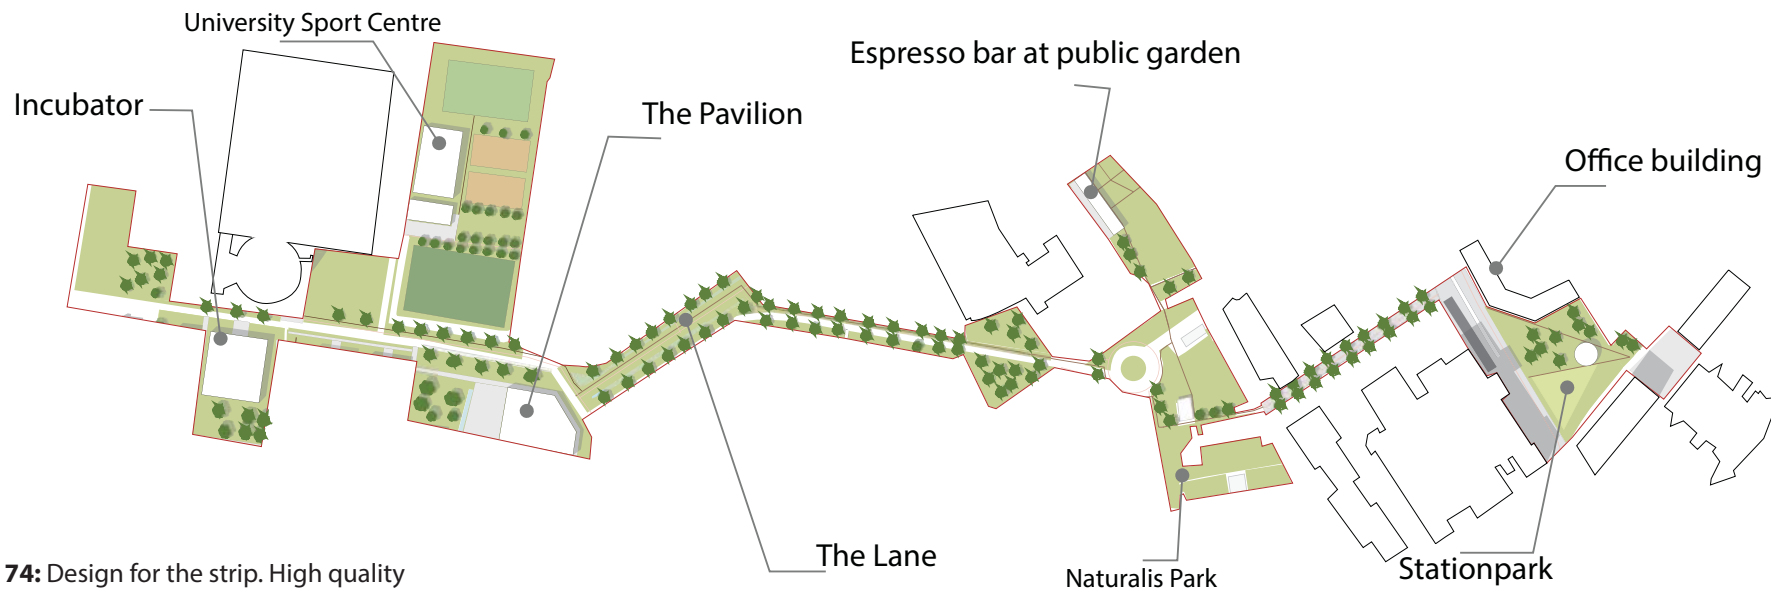 University Sport Centre
Espresso bar at public garden
Incubator
The Pavilion
Office building
The Lane
Naturalis Park
Stationpark
74: Design for the strip. High quality